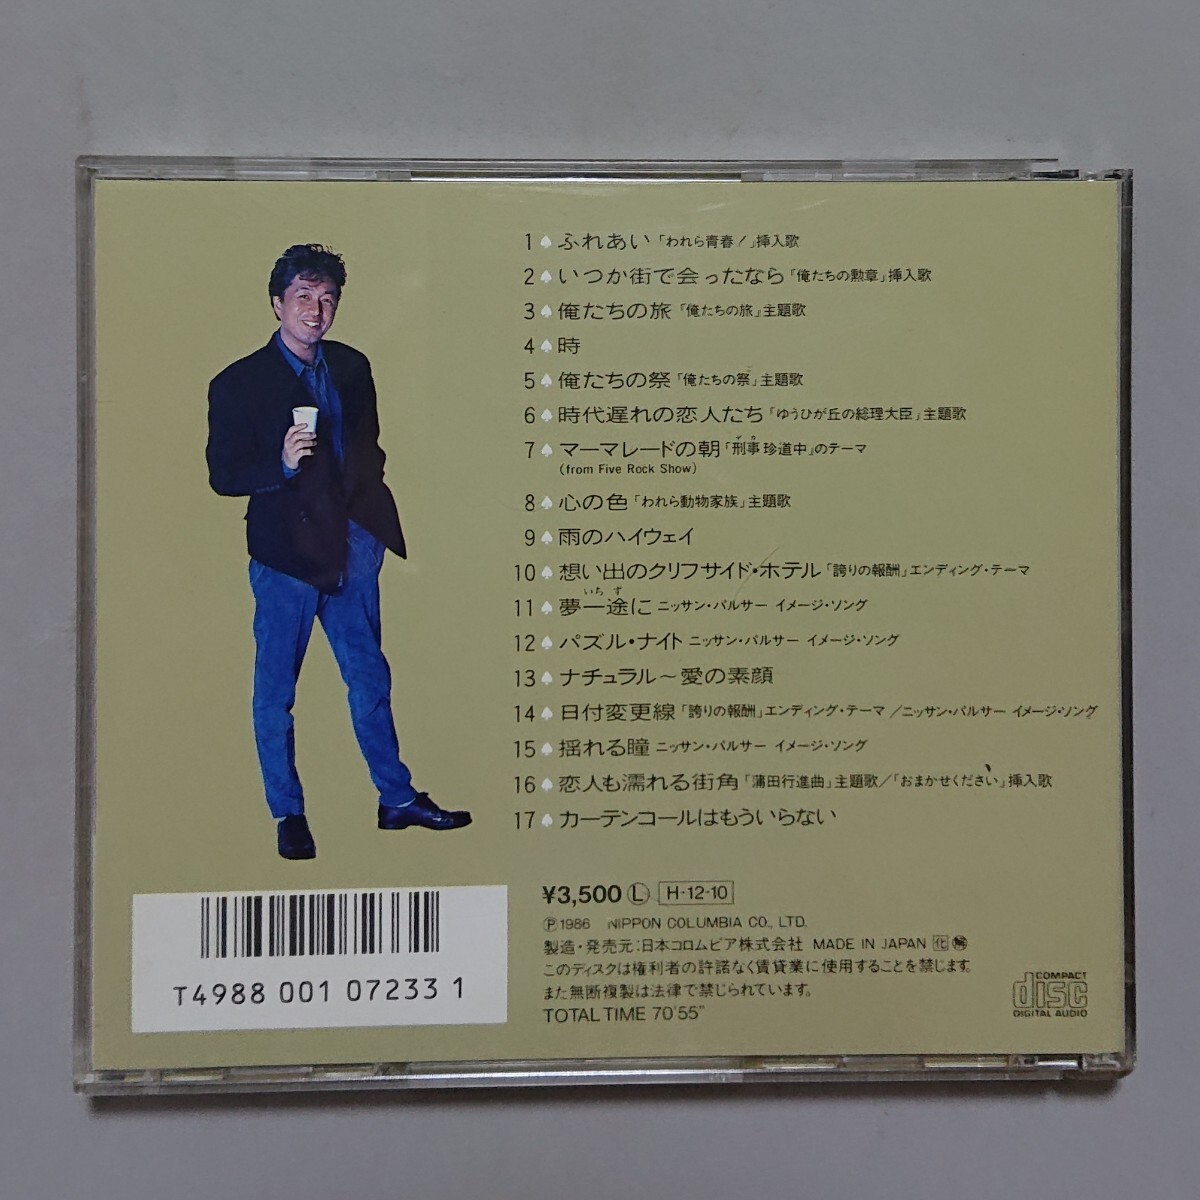 1♠ふれあい「われら青春！」挿入歌
2♠いつか街で会ったなら「俺たちの勲章」挿入歌
3♠俺たちの旅「俺たちの旅」主題歌
4♠時
5♠俺たちの祭「俺たちの祭」主題歌
6♠時代遅れの恋人たち「ゆうひが丘の総理大臣」主題歌
デカ
7♠マーマレードの朝「刑事珍道中」のテーマ
(from Five Rock Show)
8♠心の色「われら動物家族」主題歌
9♠雨のハイウェイ
10♠想い出のクリフサイド・ホテル「誇りの報酬」エンディング・テーマ
いちず
11♠夢一途に ニッサン・パルサー イメージ・ソング
12♠パズル・ナイト ニッサン・パルサー イメージ・ソング
13♠ナチュラル～愛の素顔
14♠日付変更線「誇りの報酬」エンディング・テーマ／ニッサン・パルサー イメージ・ソング
15♠揺れる瞳 ニッサン・パルサー イメージ・ソング
16♠恋人も濡れる街角「蒲田行進曲」主題歌／「おまかせください」挿入歌
17♠カーテンコールはもういらない
¥3,500 Ⓛ H・12・10
Ⓟ1986 NIPPON COLUMBIA CO., LTD.
製造・発売元:日本コロムビア株式会社 MADE IN JAPAN 化
このディスクは権利者の許諾なく賃貸業に使用することを禁じます。
また無断複製は法律で禁じられています。
TOTAL TIME 70'55"
T4988 001 07233 1
COMPACT
disc
DIGITAL AUDIO